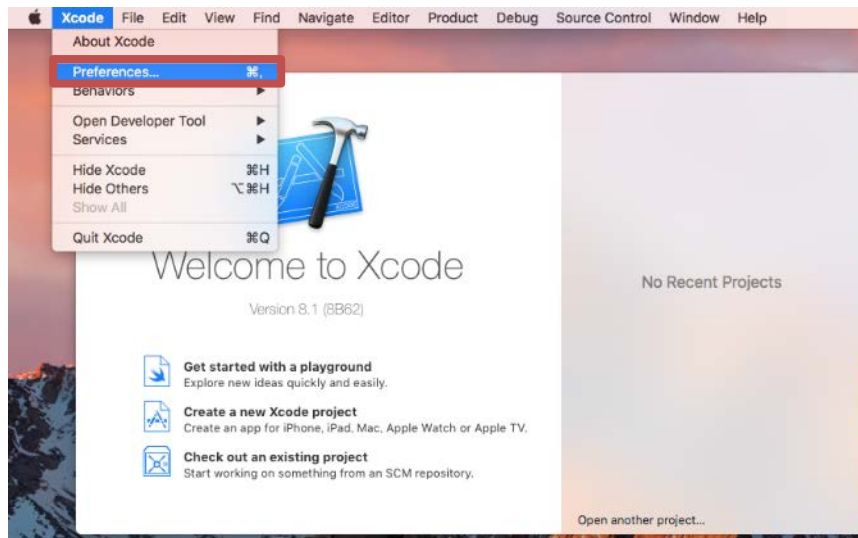 Xcode File Edit View Find Navigate Editor Product Debug Source Control Window Help
About Xcode
Preferences... ⌘,
Behaviors ▶
Open Developer Tool ▶
Services ▶
Hide Xcode ⌘H
Hide Others ⌥⌘H
Show All
Quit Xcode ⌘Q
Welcome to Xcode
Version 8.1 (8B62)
Get started with a playground
Explore new ideas quickly and easily.
Create a new Xcode project
Create an app for iPhone, iPad, Mac, Apple Watch or Apple TV.
Check out an existing project
Start working on something from an SCM repository.
No Recent Projects
Open another project...